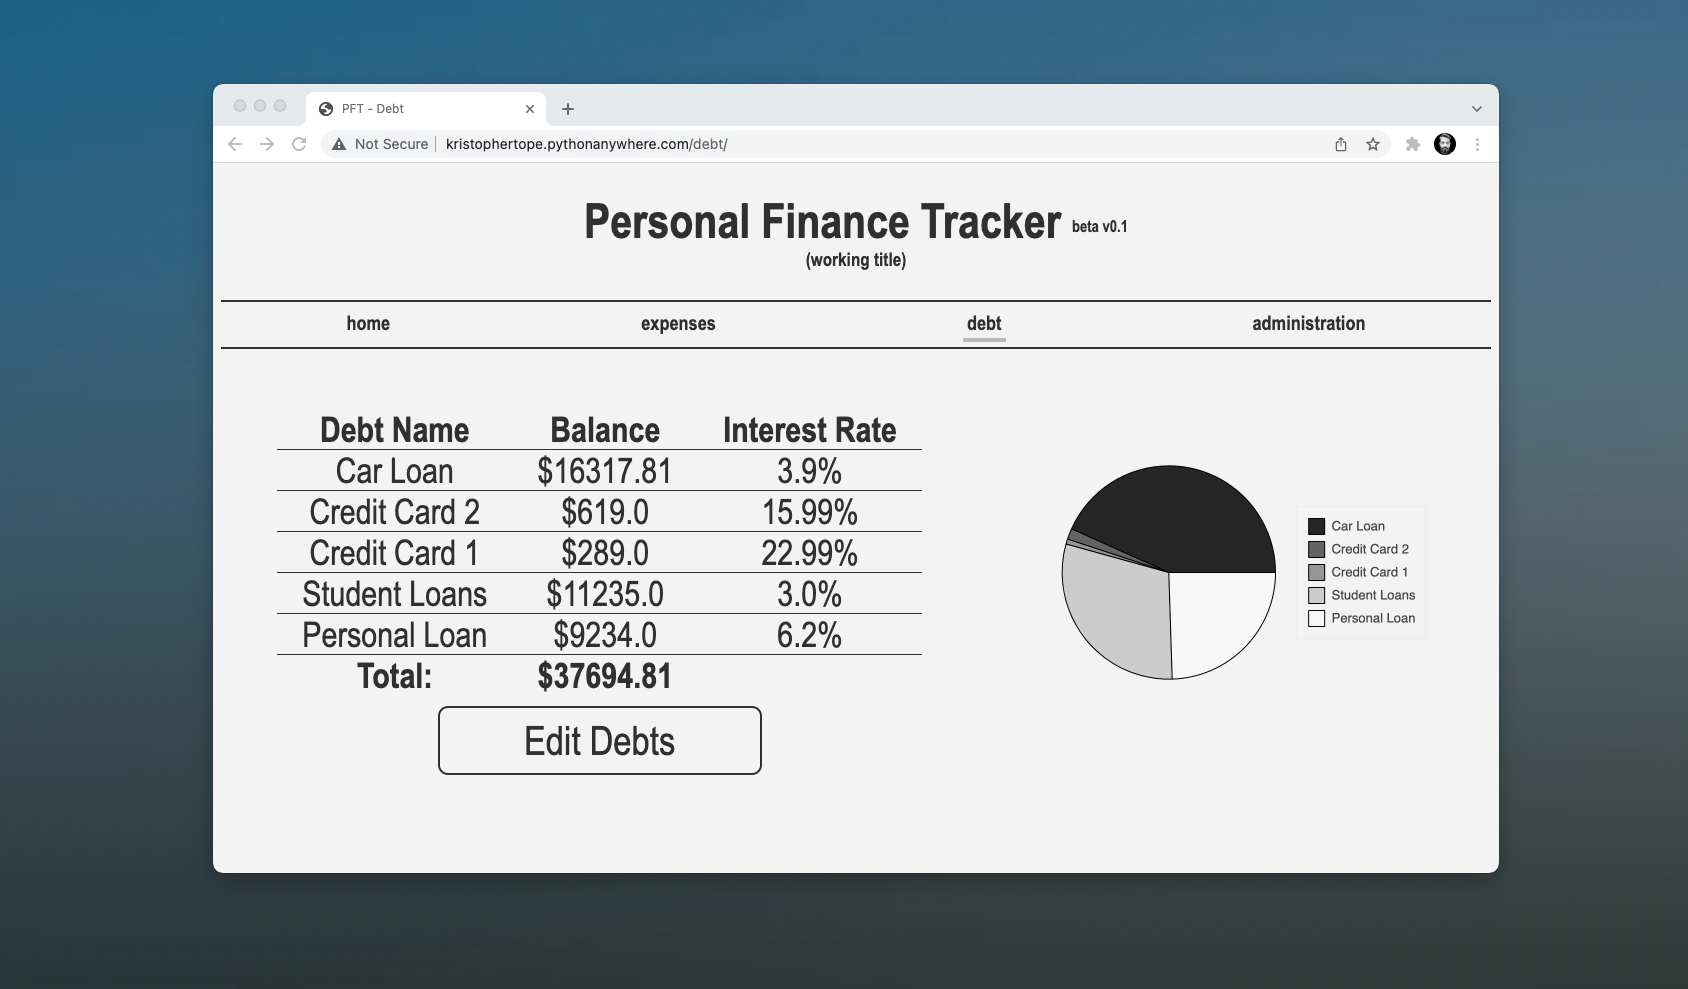 PFT - Debt
Not Secure
kristophertope.pythonanywhere.com/debt/
Personal Finance Tracker beta v0.1
(working title)
home expenses debt administration
Debt Name Balance Interest Rate
Car Loan $16317.81 3.9%
Credit Card 2 $619.0 15.99%
Credit Card 1 $289.0 22.99%
Student Loans $11235.0 3.0%
Personal Loan $9234.0 6.2%
Total: $37694.81
Edit Debts
Car Loan
Credit Card 2
Credit Card 1
Student Loans
Personal Loan